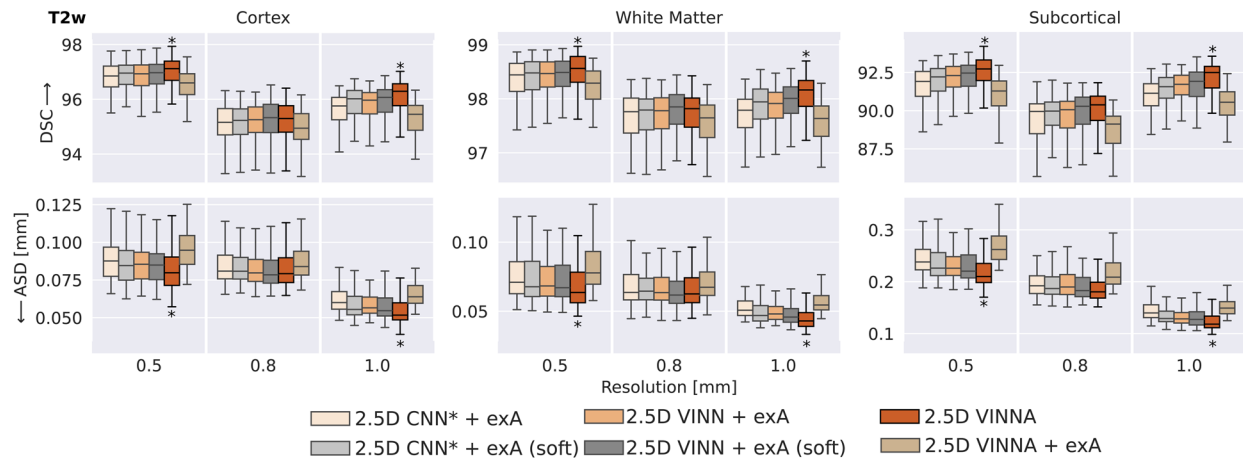 T2w Cortex White Matter Subcortical
* * * * * *
98 99 92.5
DSC ⟶
96 98 90.0
94 97 87.5
0.125 0.10 0.3
⟵ ASD [mm]
0.100 0.2
0.075 0.05
0.050 0.1
* * * * * *
0.5 0.8 1.0 0.5 0.8 1.0 0.5 0.8 1.0
Resolution [mm]
2.5D CNN* + exA 2.5D VINN + exA 2.5D VINNA
2.5D CNN* + exA (soft) 2.5D VINN + exA (soft) 2.5D VINNA + exA